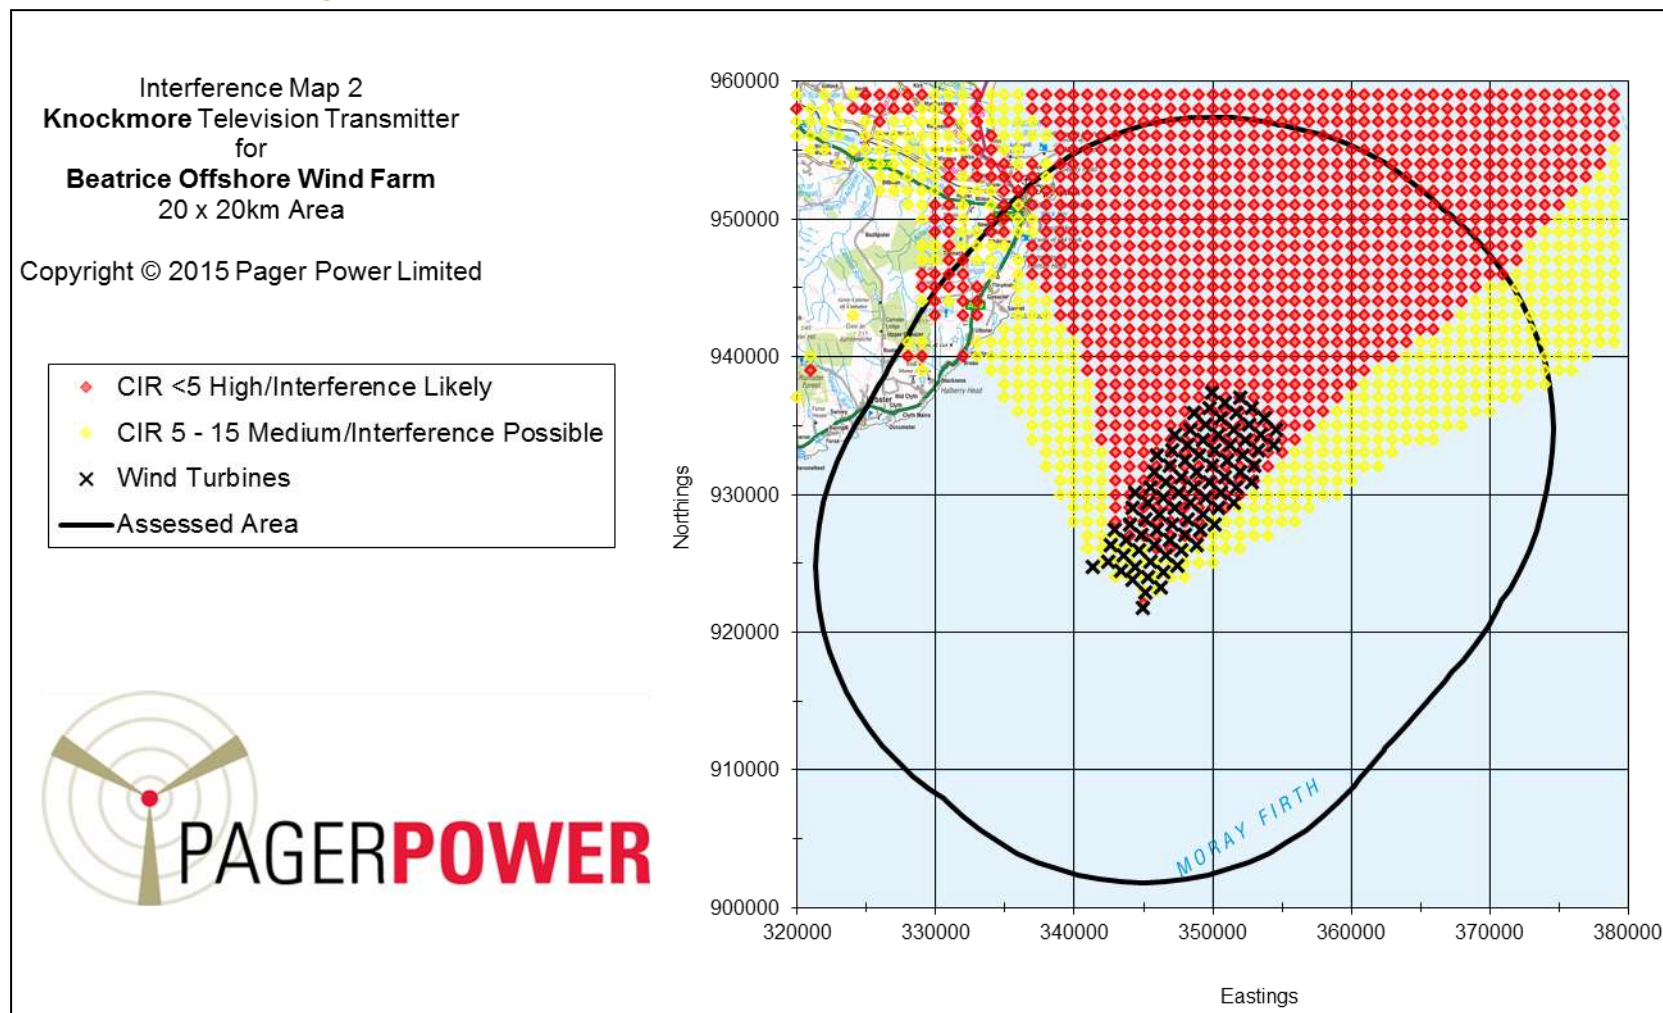 Interference Map 2
Knockmore Television Transmitter
for
Beatrice Offshore Wind Farm
20 x 20km Area
Copyright © 2015 Pager Power Limited
CIR <5 High/Interference Likely
CIR 5 - 15 Medium/Interference Possible
Wind Turbines
Assessed Area
PAGERPOWER
Northings
960000
950000
940000
930000
920000
910000
900000
320000 330000 340000 350000 360000 370000 380000
Eastings
MORAY FIRTH